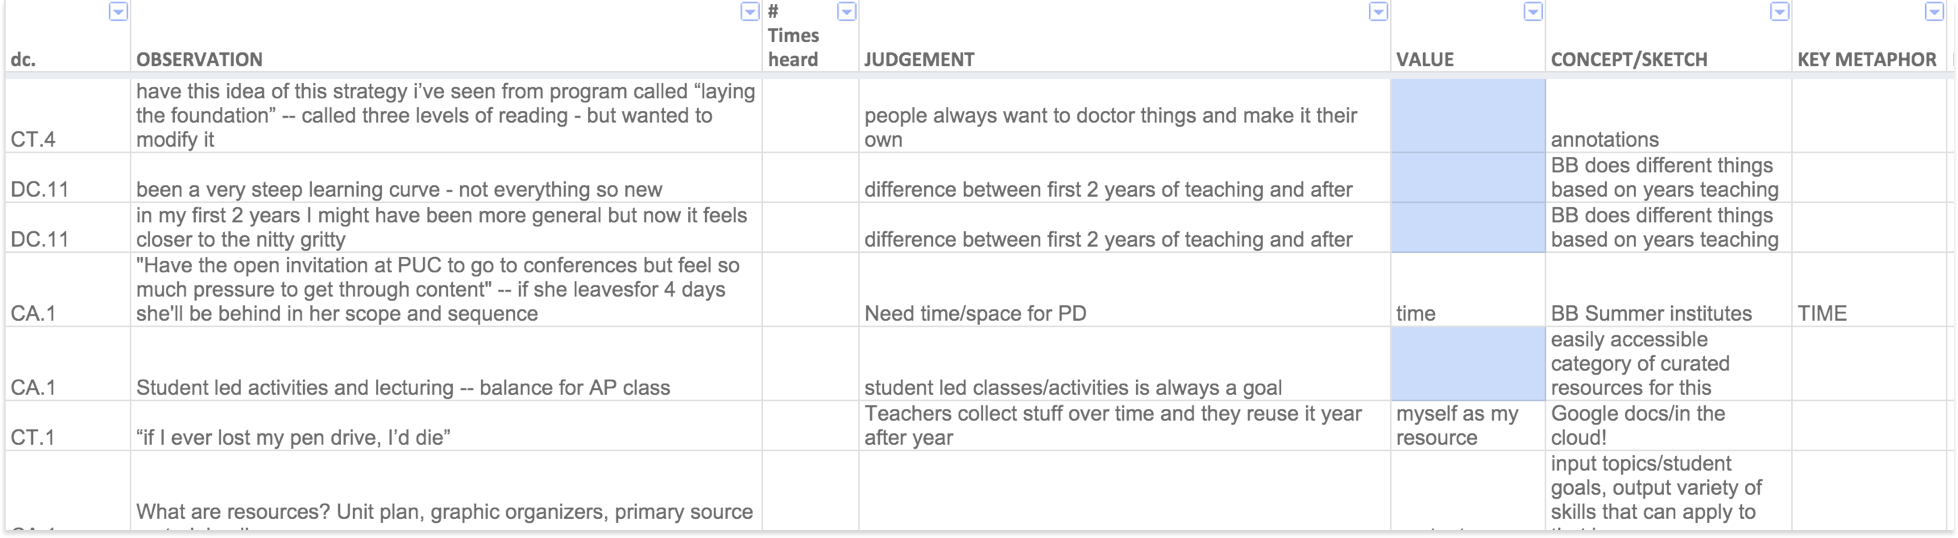 #
Times
dc. OBSERVATION heard JUDGEMENT VALUE CONCEPT/SKETCH KEY METAPHOR
have this idea of this strategy i’ve seen from program called “laying
the foundation” -- called three levels of reading - but wanted to
modify it
CT.4
people always want to doctor things and make it their
own
annotations
DC.11
been a very steep learning curve - not everything so new
difference between first 2 years of teaching and after
BB does different things
based on years teaching
DC.11
in my first 2 years I might have been more general but now it feels
closer to the nitty gritty
difference between first 2 years of teaching and after
BB does different things
based on years teaching
CA.1
"Have the open invitation at PUC to go to conferences but feel so
much pressure to get through content" -- if she leavesfor 4 days
she'll be behind in her scope and sequence
Need time/space for PD
time
BB Summer institutes
TIME
CA.1
Student led activities and lecturing -- balance for AP class
student led classes/activities is always a goal
easily accessible
category of curated
resources for this
CT.1
“if I ever lost my pen drive, I’d die”
Teachers collect stuff over time and they reuse it year
after year
myself as my
resource
Google docs/in the
cloud!
What are resources? Unit plan, graphic organizers, primary source
input topics/student
goals, output variety of
skills that can apply to